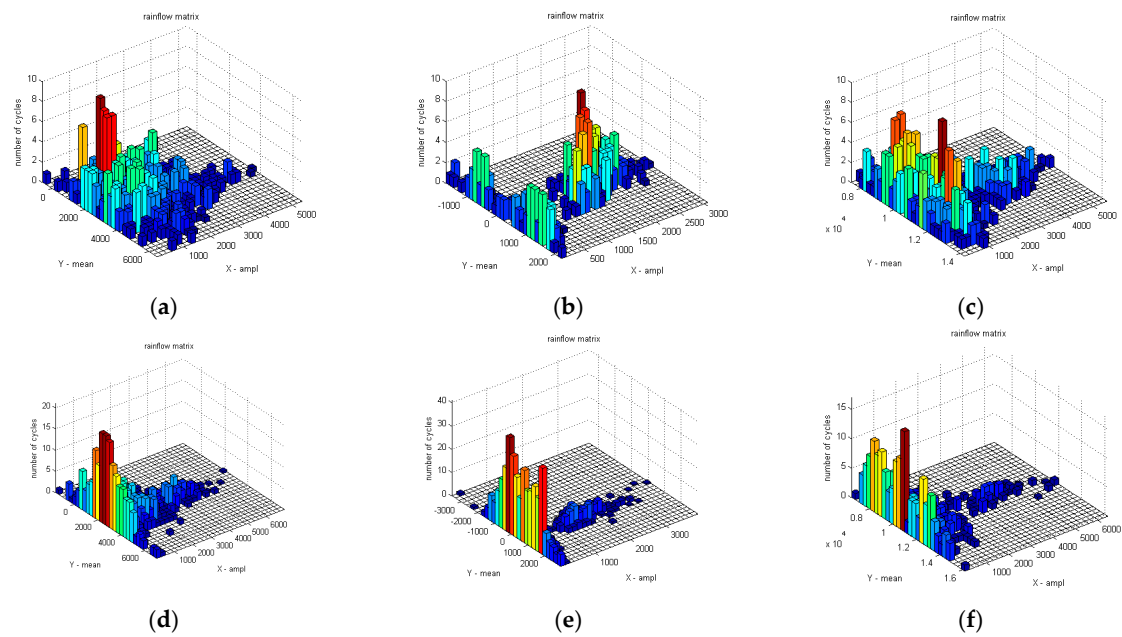 rainflow matrix
number of cycles
10
8
6
4
2
0
0
2000
4000
6000
Y - mean
1000
2000
3000
4000
5000
X - ampl
(a)
rainflow matrix
number of cycles
10
8
6
4
2
0
-1000
0
1000
2000
Y - mean
500
1000
1500
2000
2500
3000
X - ampl
(b)
rainflow matrix
number of cycles
10
8
6
4
2
0
0.8
1
1.2
1.4
x 10 4
Y - mean
1000
2000
3000
4000
5000
X - ampl
(c)
rainflow matrix
number of cycles
20
15
10
5
0
0
2000
4000
6000
Y - mean
1000
2000
3000
4000
5000
6000
X - ampl
(d)
rainflow matrix
number of cycles
40
30
20
10
0
-3000
-2000
-1000
0
1000
2000
Y - mean
1000
2000
3000
X - ampl
(e)
rainflow matrix
number of cycles
15
10
5
0
0.8
1
1.2
1.4
1.6
x 10 4
Y - mean
1000
2000
3000
4000
5000
6000
X - ampl
(f)